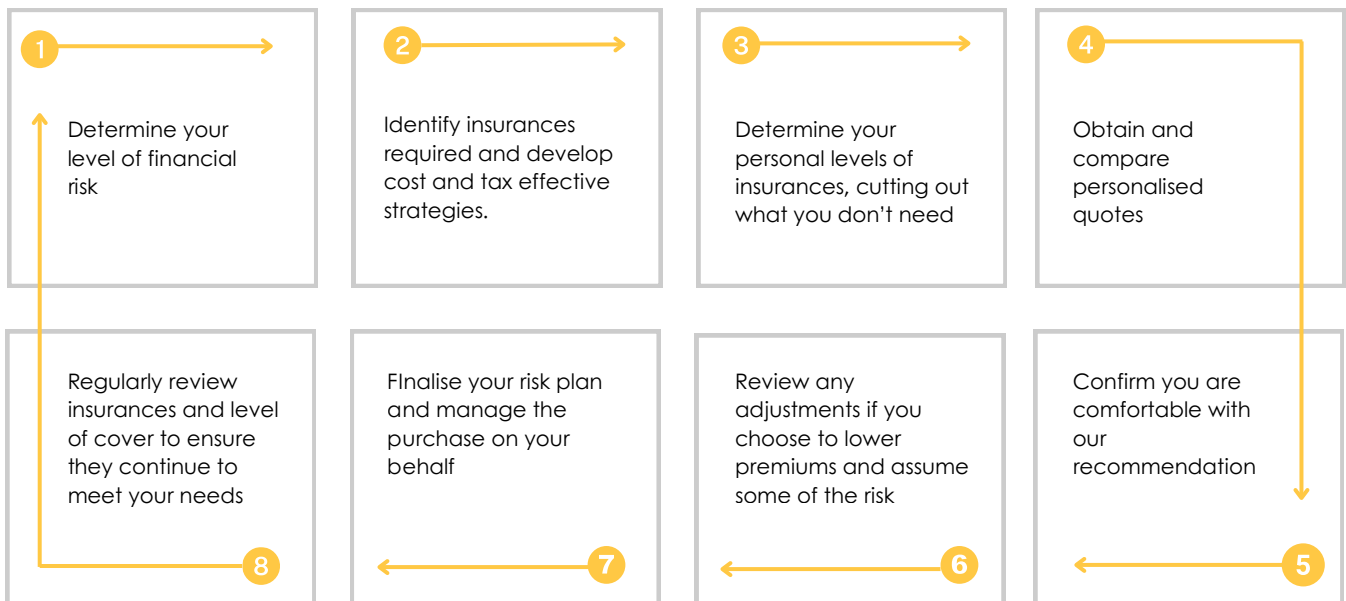 1
Determine your
level of financial
risk
2
Identify insurances
required and develop
cost and tax effective
strategies.
3
Determine your
personal levels of
insurances, cutting out
what you don’t need
4
Obtain and
compare
personalised
quotes
Confirm you are
comfortable with
our
recommendation
5
Review any
adjustments if you
choose to lower
premiums and assume
some of the risk
6
FInalise your risk plan
and manage the
purchase on your
behalf
7
Regularly review
insurances and level
of cover to ensure
they continue to
meet your needs
8